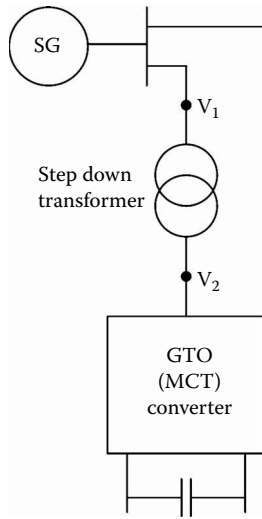 SG
V1
Step down
transformer
V2
GTO
(MCT)
converter